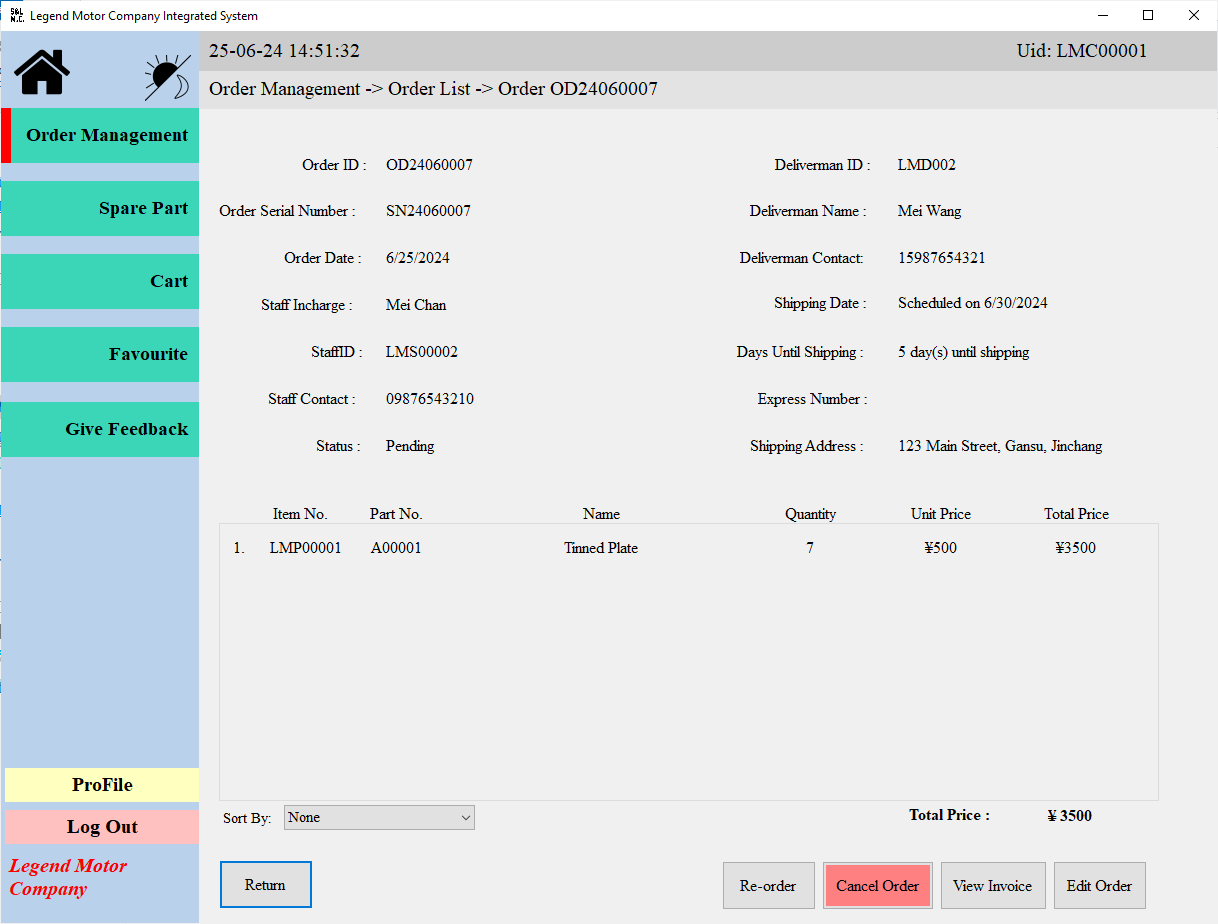 S&L
M.C.
Legend Motor Company Integrated System
25-06-24 14:51:32
Uid: LMC00001
Order Management -> Order List -> Order OD24060007
Order Management
Spare Part
Cart
Favourite
Give Feedback
ProFile
Log Out
Legend Motor
Company
Order ID : OD24060007
Order Serial Number : SN24060007
Order Date : 6/25/2024
Staff Incharge : Mei Chan
StaffID : LMS00002
Staff Contact : 09876543210
Status : Pending
Deliverman ID : LMD002
Deliverman Name : Mei Wang
Deliverman Contact: 15987654321
Shipping Date : Scheduled on 6/30/2024
Days Until Shipping : 5 day(s) until shipping
Express Number :
Shipping Address : 123 Main Street, Gansu, Jinchang
Item No. Part No. Name Quantity Unit Price Total Price
1. LMP00001 A00001 Tinned Plate 7 ¥500 ¥3500
Sort By: None
Total Price : ¥ 3500
Return
Re-order
Cancel Order
View Invoice
Edit Order